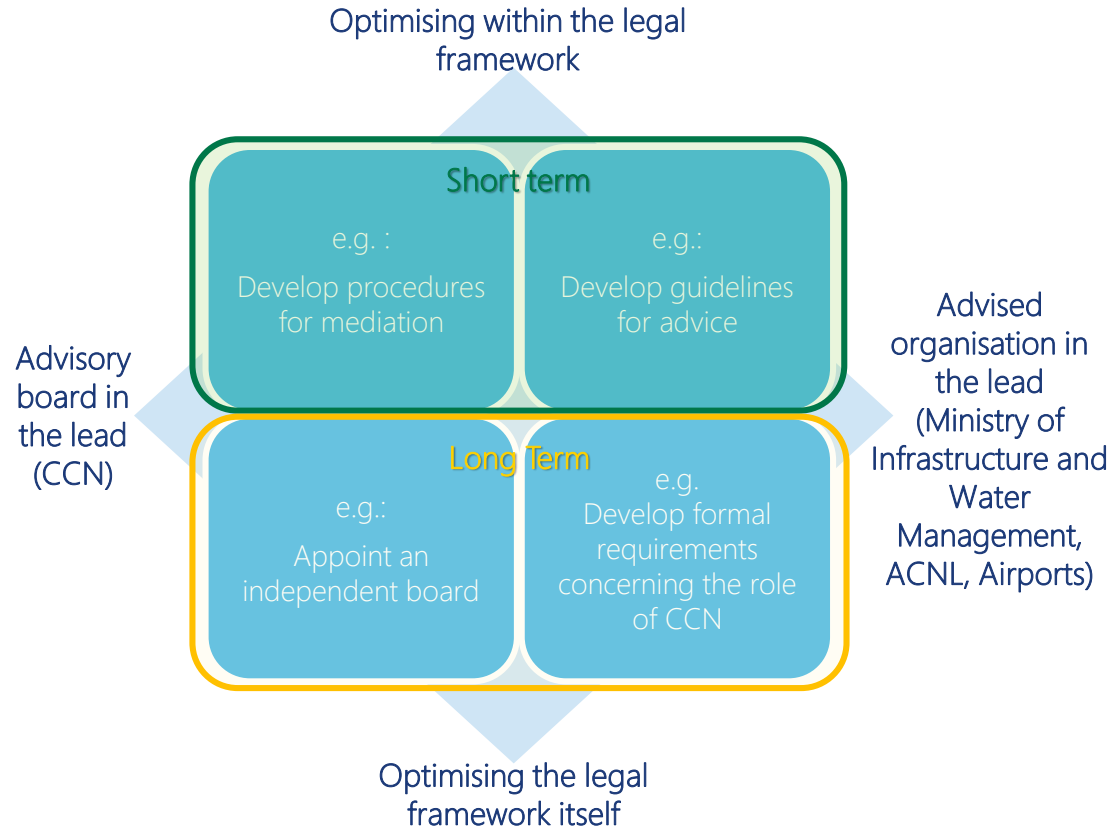 Optimising within the legal
framework
Short term
e.g. :
Develop procedures
for mediation
e.g.:
Develop guidelines
for advice
Advisory
board in
the lead
(CCN)
Advised
organisation in
the lead
(Ministry of
Infrastructure and
Water
Management,
ACNL, Airports)
Long Term
e.g.:
Appoint an
independent board
e.g.
Develop formal
requirements
concerning the role
of CCN
Optimising the legal
framework itself